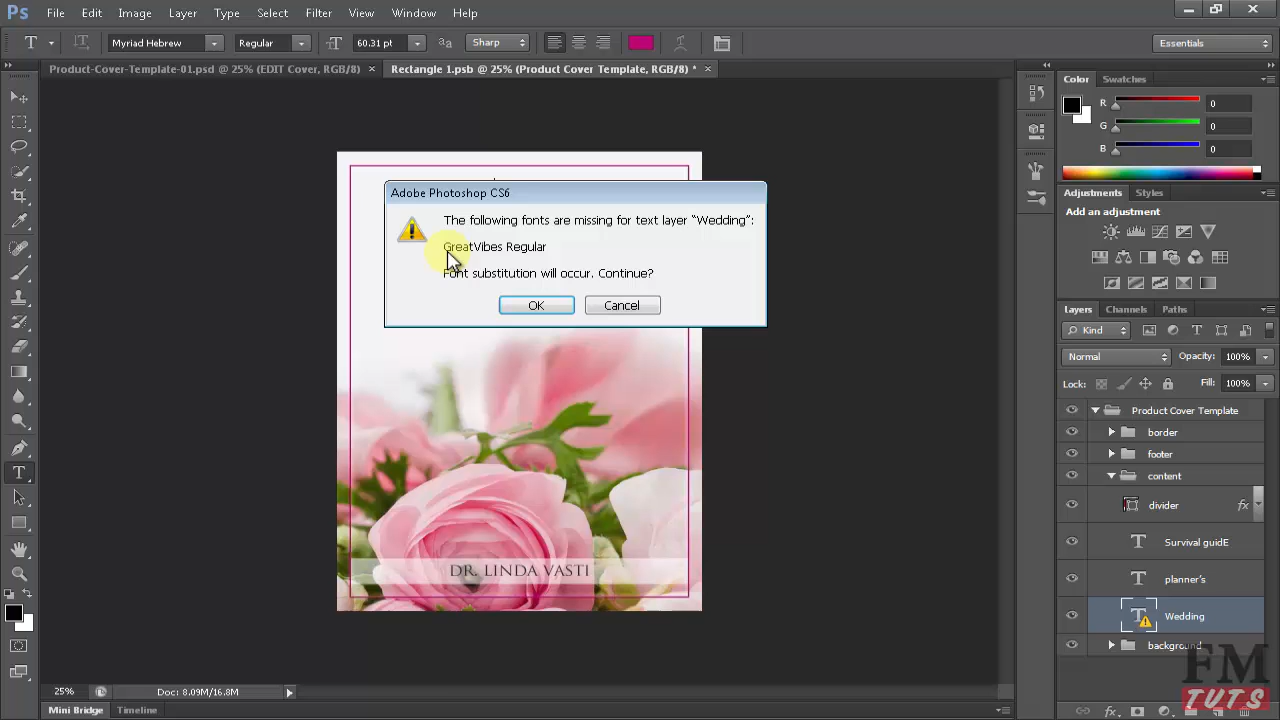 Ps File Edit Image Layer Type Select Filter View Window Help
T Myriad Hebrew Regular 60.31 pt aa Sharp Essentials
Product-Cover-Template-01.psd @ 25% (EDIT Cover, RGB/8) × Rectangle 1.psb @ 25% (Product Cover Template, RGB/8) * ×
Color Swatches
R 0
G 0
B 0
Adjustments Styles
Add an adjustment
Layers Channels Paths
Kind
Normal Opacity: 100%
Lock: Fill: 100%
Product Cover Template
border
footer
content
divider fx
Survival guidE
planner's
Wedding
background
Adobe Photoshop CS6
The following fonts are missing for text layer “Wedding”:
GreatVibes Regular
Font substitution will occur. Continue?
OK Cancel
DR. LINDA VASTI
25% Doc: 8.09M/16.8M
Mini Bridge Timeline
FM
TUTS